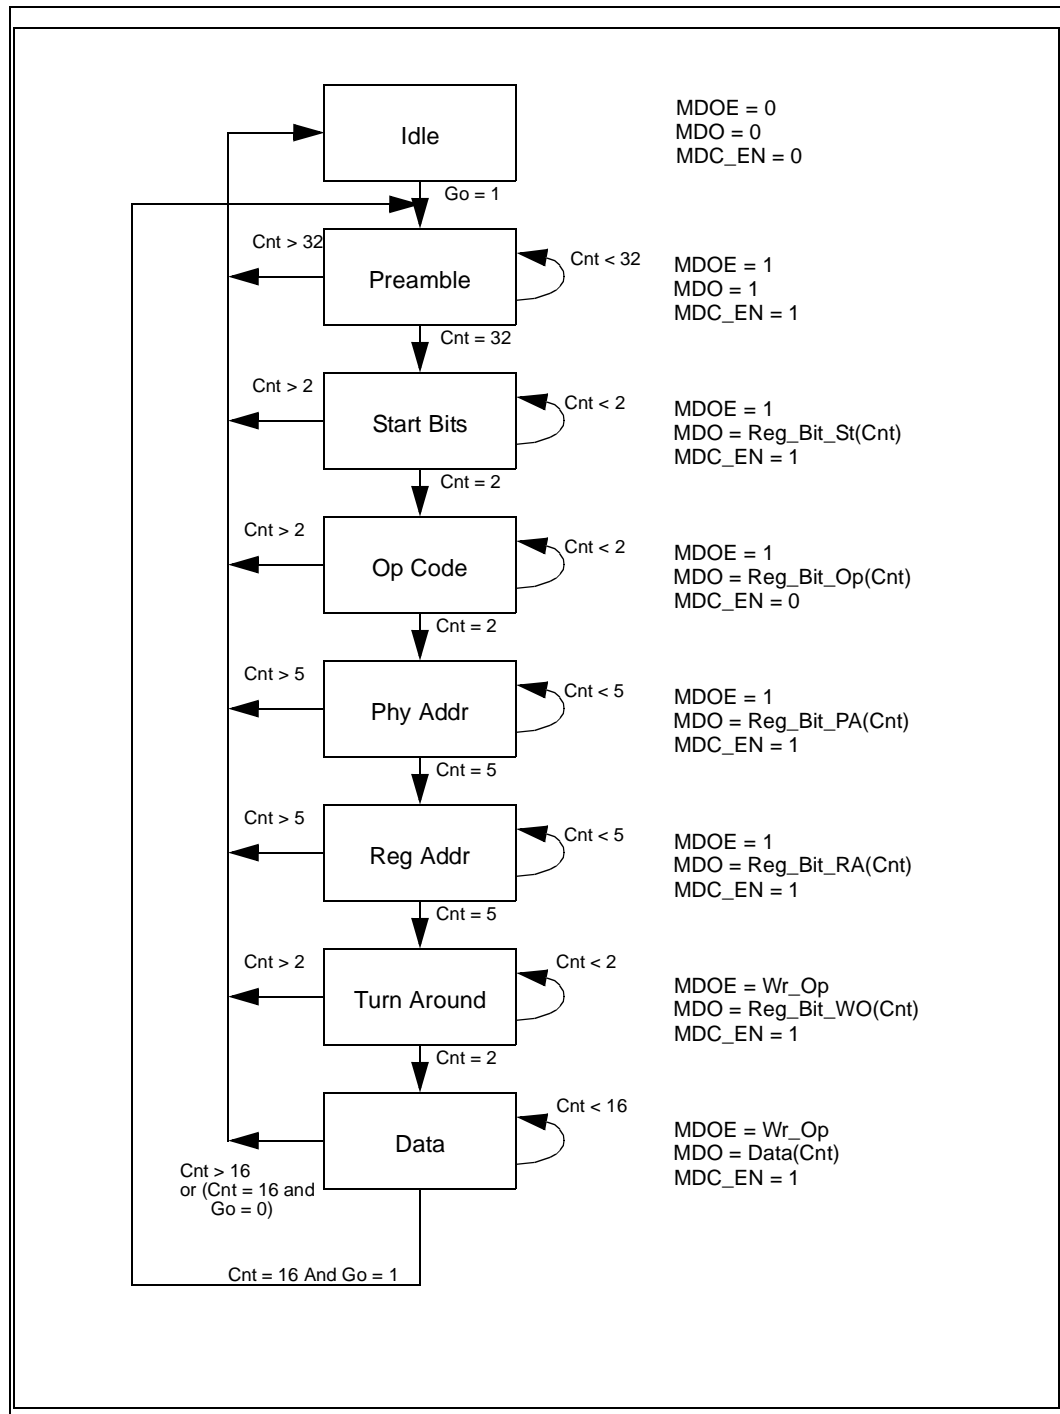 Idle
MDOE = 0
MDO = 0
MDC_EN = 0
Go = 1
Cnt > 32
Preamble
Cnt < 32
MDOE = 1
MDO = 1
MDC_EN = 1
Cnt = 32
Cnt > 2
Start Bits
Cnt < 2
MDOE = 1
MDO = Reg_Bit_St(Cnt)
MDC_EN = 1
Cnt = 2
Cnt > 2
Op Code
Cnt < 2
MDOE = 1
MDO = Reg_Bit_Op(Cnt)
MDC_EN = 0
Cnt = 2
Cnt > 5
Phy Addr
Cnt < 5
MDOE = 1
MDO = Reg_Bit_PA(Cnt)
MDC_EN = 1
Cnt = 5
Cnt > 5
Reg Addr
Cnt < 5
MDOE = 1
MDO = Reg_Bit_RA(Cnt)
MDC_EN = 1
Cnt = 5
Cnt > 2
Turn Around
Cnt < 2
MDOE = Wr_Op
MDO = Reg_Bit_WO(Cnt)
MDC_EN = 1
Cnt = 2
Data
Cnt < 16
MDOE = Wr_Op
MDO = Data(Cnt)
MDC_EN = 1
Cnt > 16
or (Cnt = 16 and
Go = 0)
Cnt = 16 And Go = 1